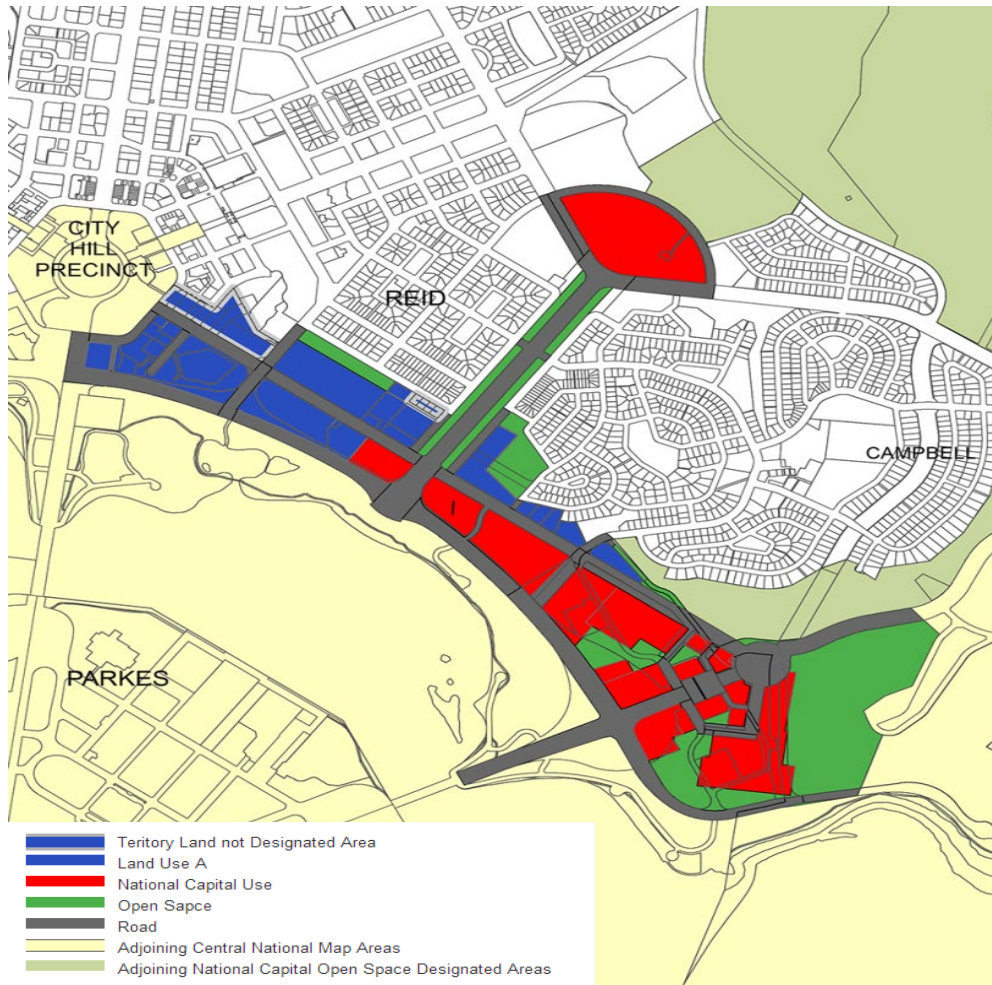 CITY
HILL
PRECINCT
REID
CAMPBELL
PARKES
Teritory Land not Designated Area
Land Use A
National Capital Use
Open Sapce
Road
Adjoining Central National Map Areas
Adjoining National Capital Open Space Designated Areas